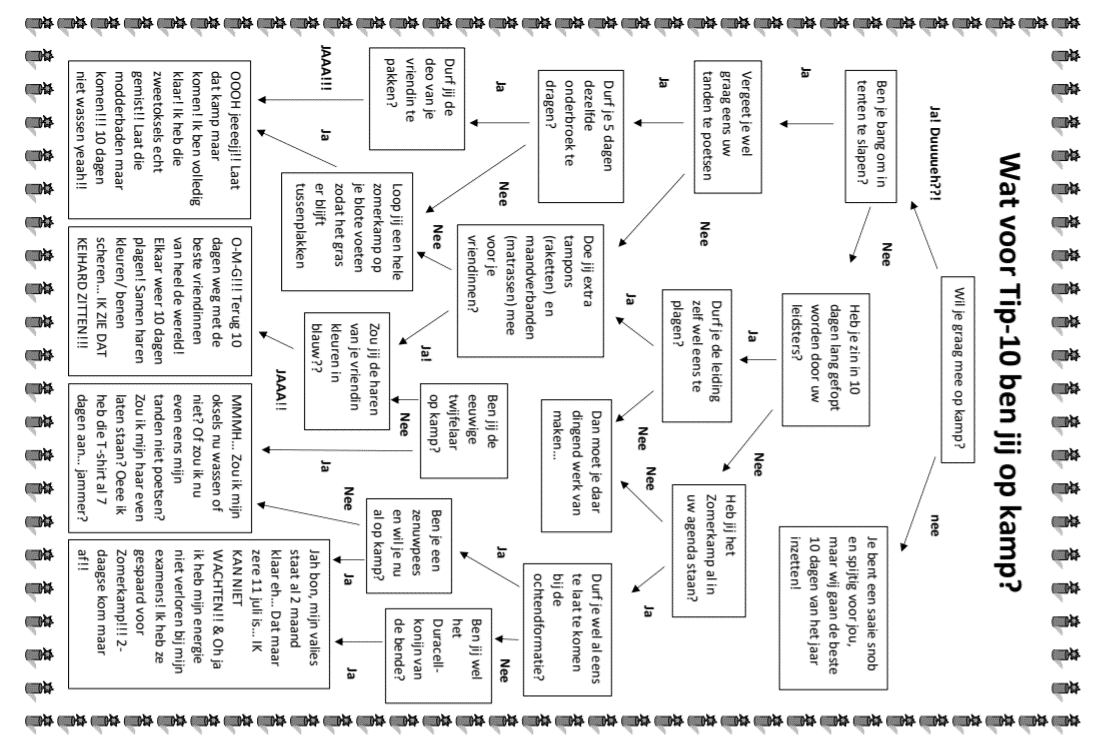 Wat voor Tip-10 ben jij op kamp?
Wil je graag mee op kamp?
Ja! Duuuueh??!
nee
Ben je bang om in
tenten te slapen?
Heb je zin in 10
dagen lang gefopt
worden door uw
leidsters?
Je bent een saaie snob
en spijtig voor jou,
maar wij gaan de beste
10 dagen van het jaar
inzetten!
Ja
Nee
Ja
Nee
Vergeet je wel
graag eens uw
tanden te poetsen
Durf je de leiding
zelf wel eens te
plagen?
Heb jij het
Zomerkamp al in
uw agenda staan?
Ja
Nee
Ja
Nee
Nee
Ja
Durf je 5 dagen
dezelfde
onderbroek te
dragen?
Doe jij extra
tampons
(raketten) en
maandverbanden
(matrassen) mee
voor je
vriendinnen?
Dan moet je daar
dingend werk van
maken...
Durf je wel al eens
te laat te komen
bij de
ochtendformatie?
Ja
Nee
Nee
Ja!
Ja
Nee
Durf jij de
deo van je
vriendin te
pakken?
Loop jij een hele
zomerkamp op
je blote voeten
zodat het gras
er blijft
tussenplakken
Zou jij de haren
van je vriendin
kleuren in
blauw??
Ben jij de
eeuwige
twijfelaar
op kamp?
Ben je een
zenuwpees
en wil je nu
al op kamp?
Ben jij wel
het
Duracell-
konijn van
de bende?
JAAA!!!
Ja
JAAA!!
Nee
Ja
Nee
Ja
Ja
OOOH jeeeejj!! Laat
dat kamp maar
komen! Ik ben volledig
klaar! Ik heb die
zweetoksels echt
gemist!! Laat die
modderbaden maar
komen!!! 10 dagen
niet wassen yeaah!!
O-M-G!!! Terug 10
dagen weg met de
beste vriendinnen
van heel de wereld!
Elkaar weer 10 dagen
plagen! Samen haren
kleuren/ benen
scheren... IK ZIE DAT
KEIHARD ZITTEN!!!
MMMH... Zou ik mijn
oksels nu wassen of
niet? Of zou ik nu
even eens mijn
tanden niet poetsen?
Zou ik mijn haar even
laten staan? Oeee ik
heb die T-shirt al 7
dagen aan... jammer?
Jah bon, mijn valies
staat al 2 maand
klaar eh... Dat maar
zere 11 juli is... IK
KAN NIET
WACHTEN!! & Oh ja
ik heb mijn energie
niet verloren bij mijn
examens! Ik heb ze
gespaard voor
Zomerkamp!!! 2-
daagse kom maar
af!!